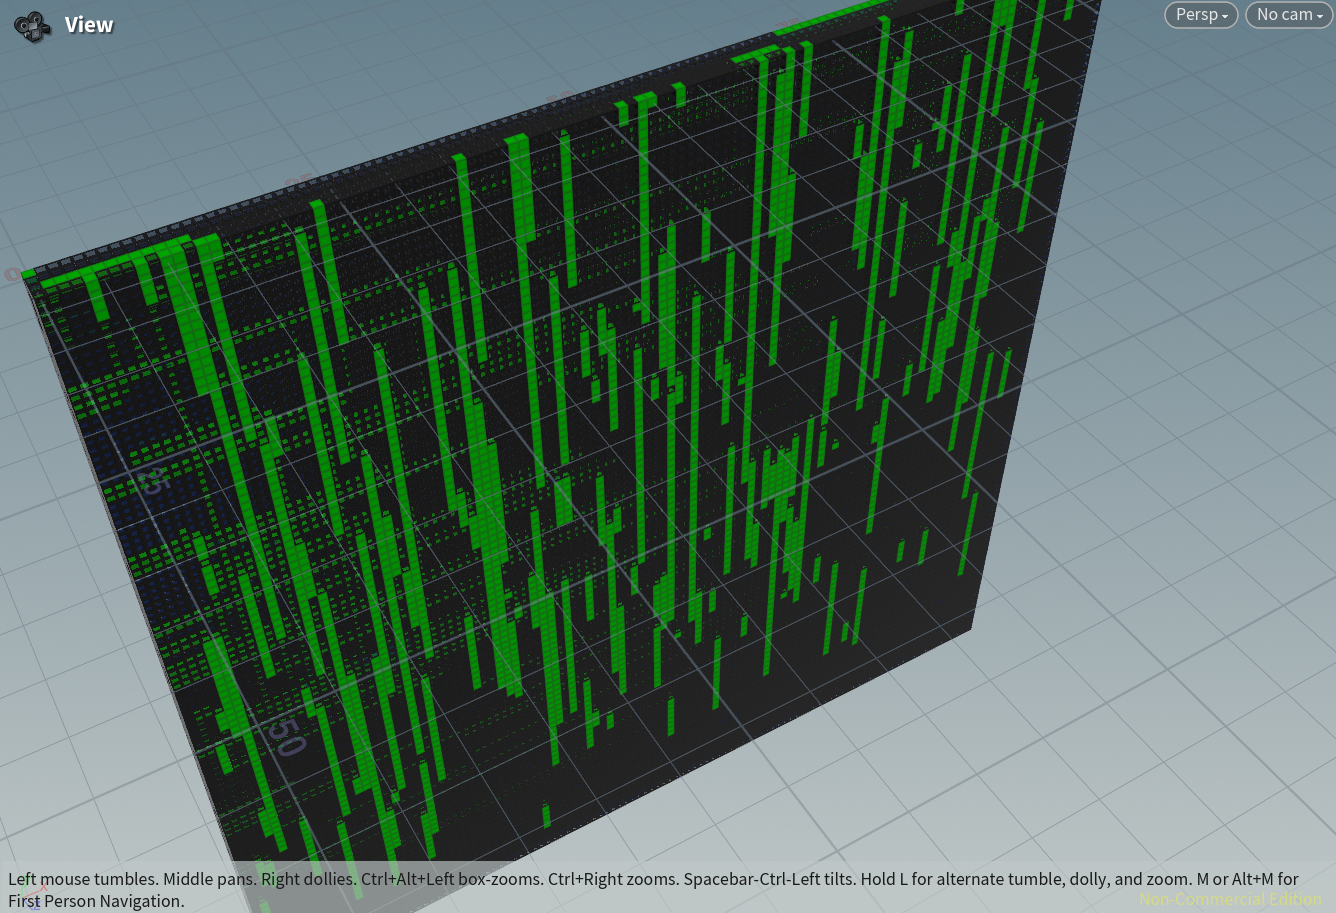 View
Persp
No cam
0
25
50
Left mouse tumbles. Middle pans. Right dollies. Ctrl+Alt+Left box-zooms. Ctrl+Right zooms. Spacebar-Ctrl-Left tilts. Hold L for alternate tumble, dolly, and zoom. M or Alt+M for
First Person Navigation.
Non-Commercial Edition